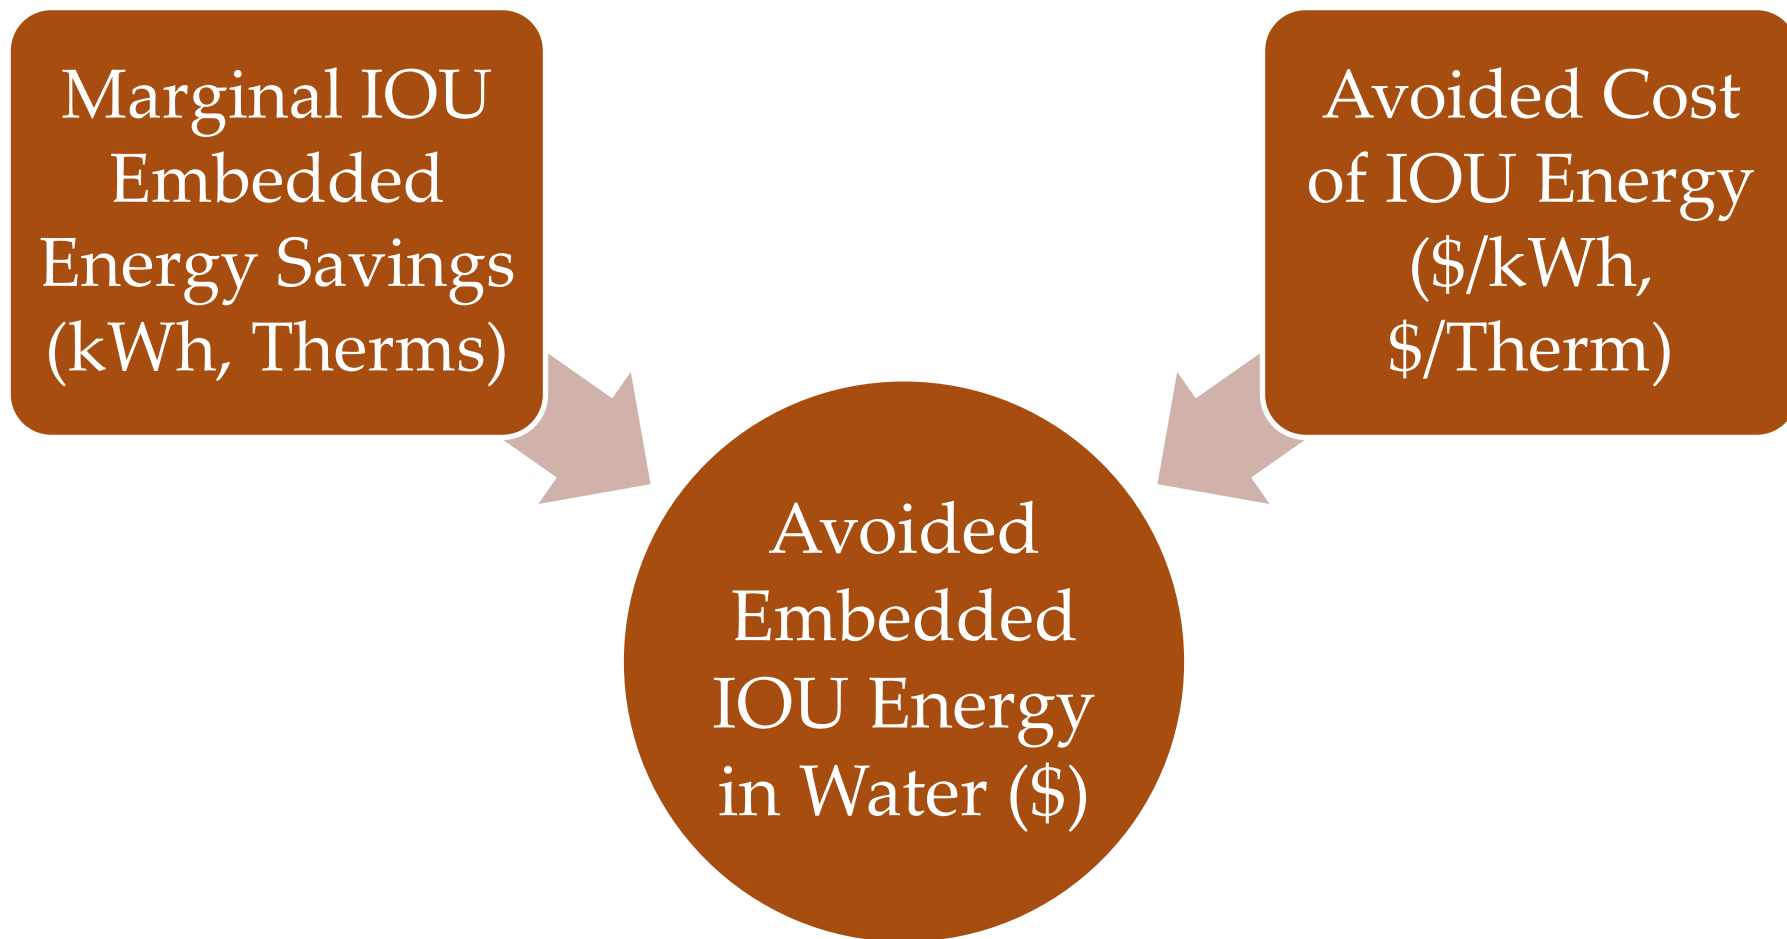 Marginal IOU
Embedded
Energy Savings
(kWh, Therms)
Avoided Cost
of IOU Energy
($/kWh,
$/Therm)
Avoided
Embedded
IOU Energy
in Water ($)